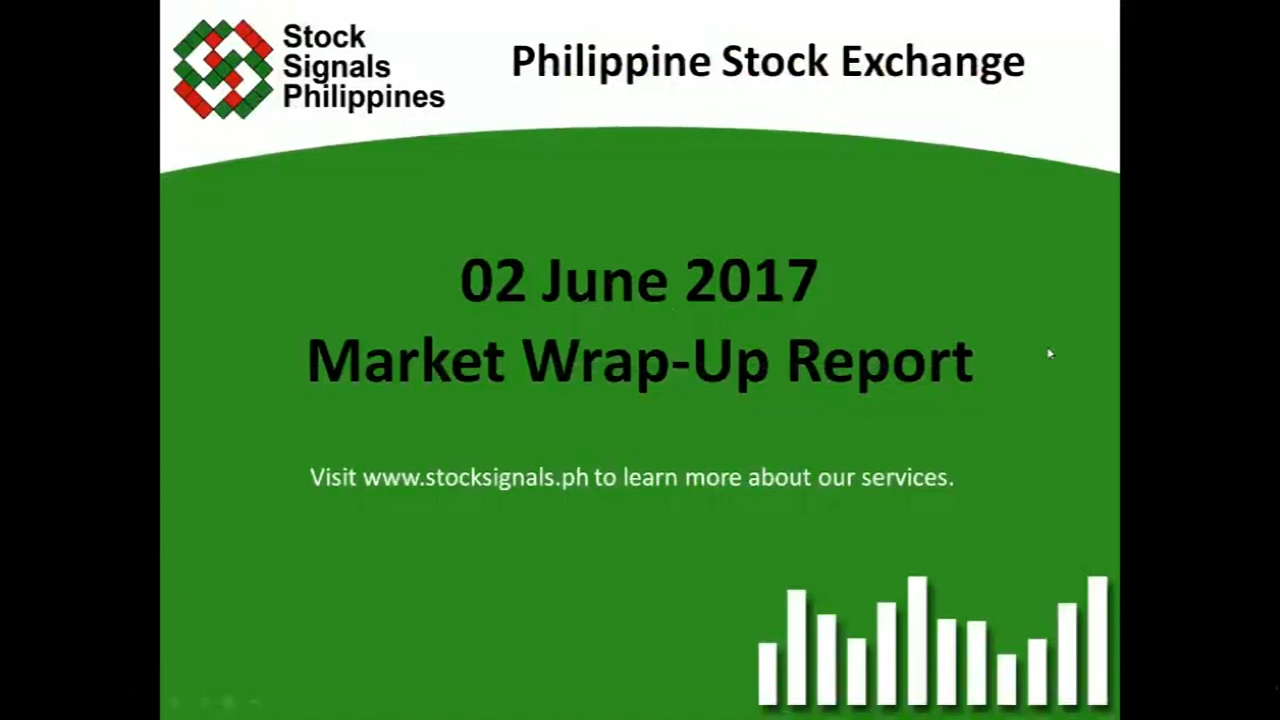 Stock
Signals
Philippines
Philippine Stock Exchange
02 June 2017
Market Wrap-Up Report
Visit www.stocksignals.ph to learn more about our services.